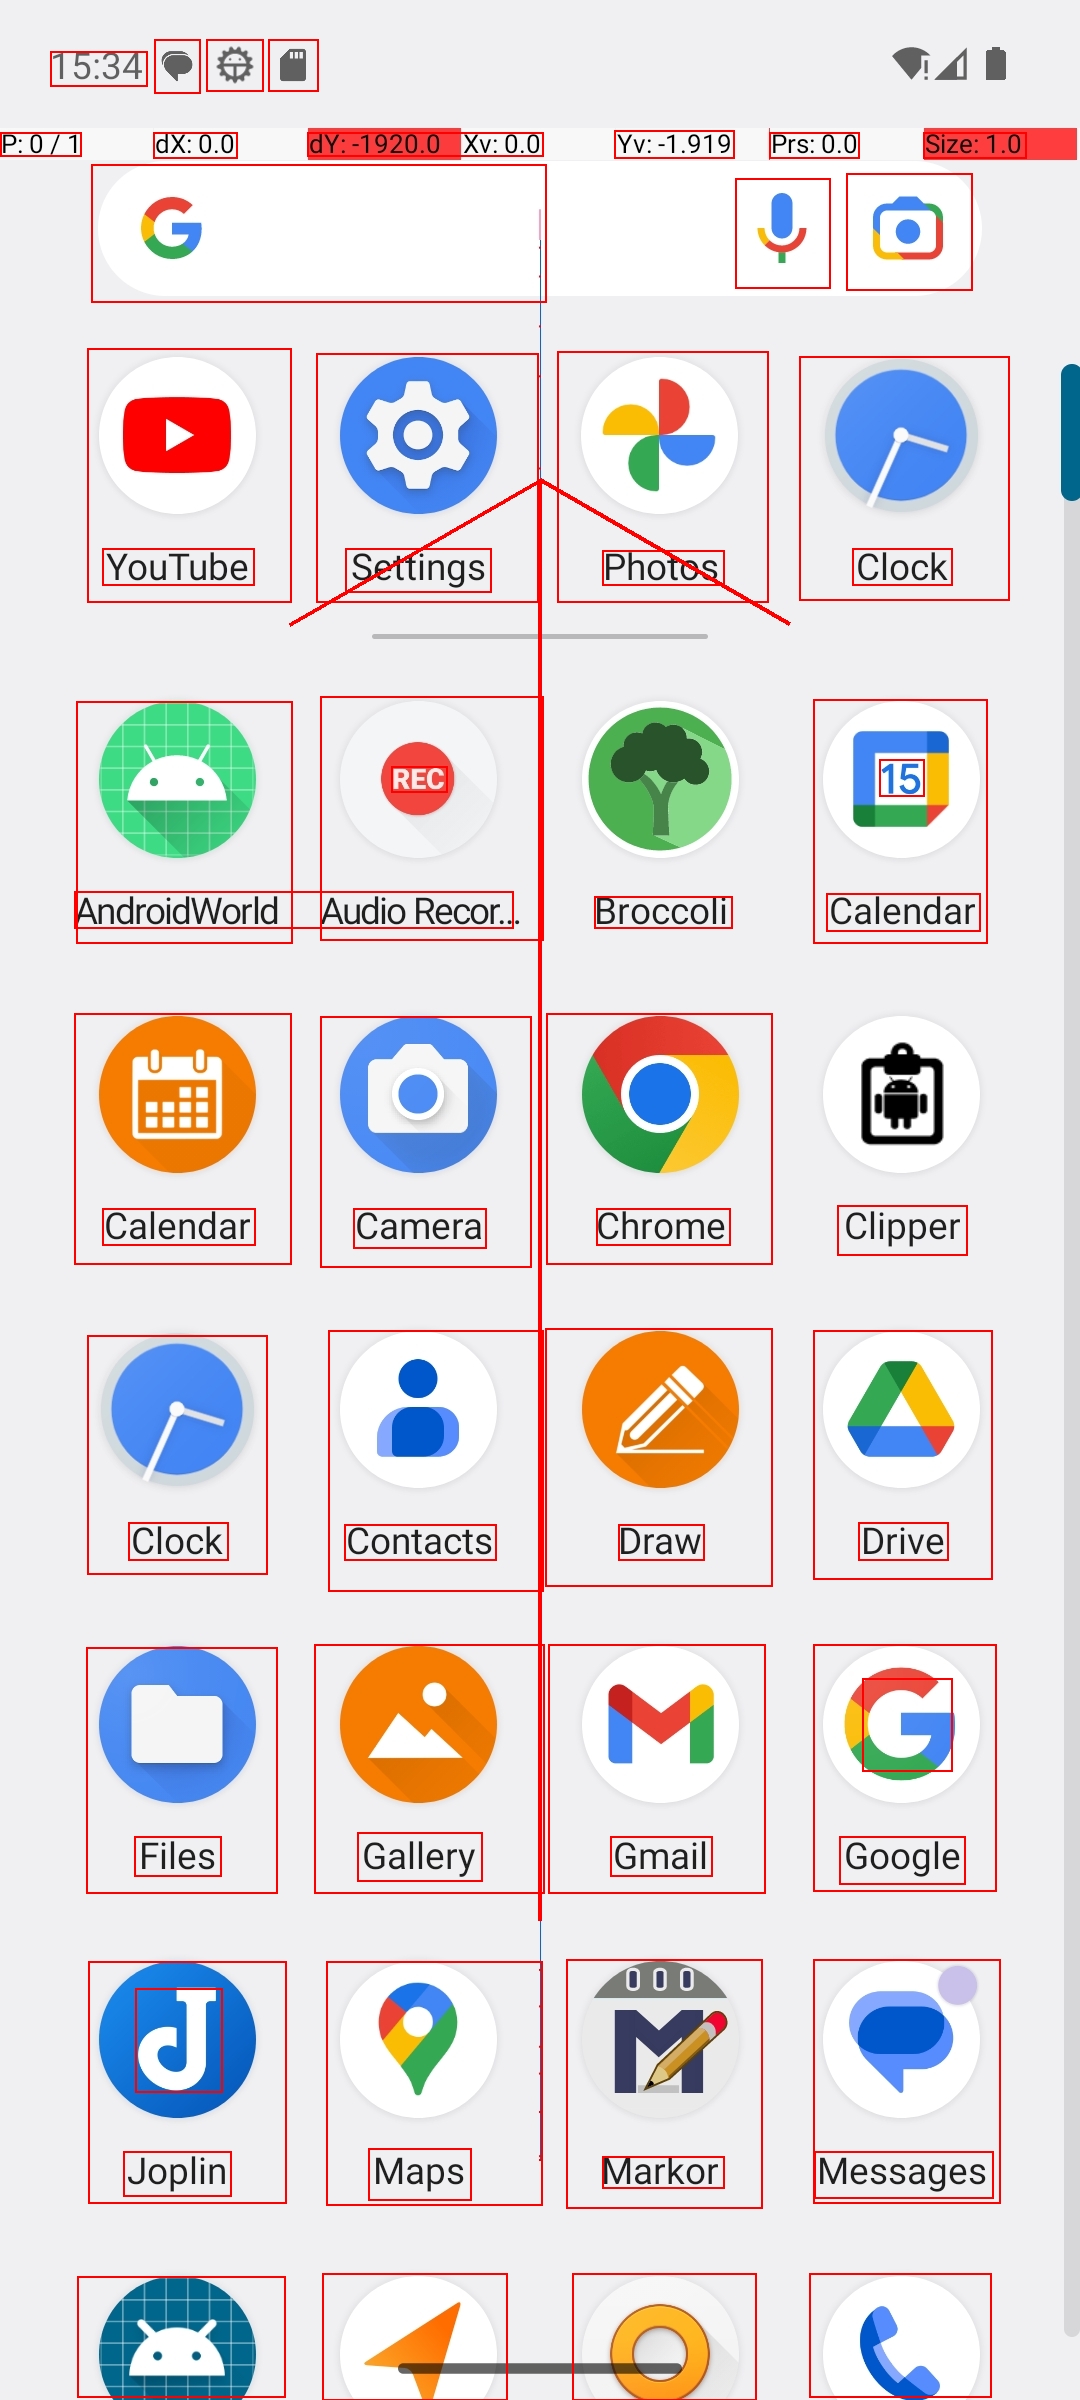 15:34
P: 0 / 1 dX: 0.0 dY: -1920.0 Xv: 0.0 Yv: -1.919 Prs: 0.0 Size: 1.0
YouTube Settings Photos Clock
REC 15
AndroidWorld Audio Recor... Broccoli Calendar
Calendar Camera Chrome Clipper
Clock Contacts Draw Drive
Files Gallery Gmail Google
Joplin Maps Markor Messages